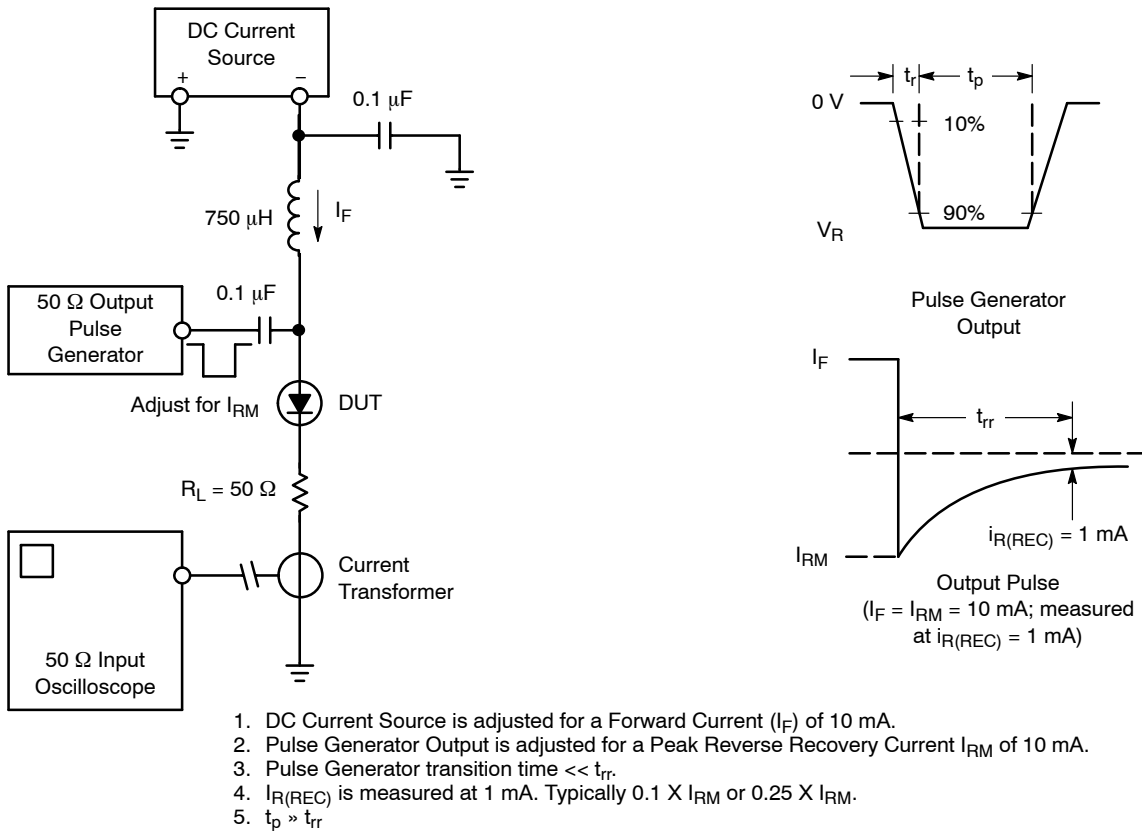 DC Current
Source
+
–
0.1 μF
750 μH
I_F
50 Ω Output
Pulse
Generator
0.1 μF
Adjust for I_RM
DUT
R_L = 50 Ω
Current
Transformer
50 Ω Input
Oscilloscope
t_r
t_p
0 V
10%
90%
V_R
Pulse Generator
Output
I_F
t_rr
i_R(REC) = 1 mA
I_RM
Output Pulse
(I_F = I_RM = 10 mA; measured
at i_R(REC) = 1 mA)
1. DC Current Source is adjusted for a Forward Current (I_F) of 10 mA.
2. Pulse Generator Output is adjusted for a Peak Reverse Recovery Current I_RM of 10 mA.
3. Pulse Generator transition time << t_rr.
4. I_R(REC) is measured at 1 mA. Typically 0.1 X I_RM or 0.25 X I_RM.
5. t_p » t_rr